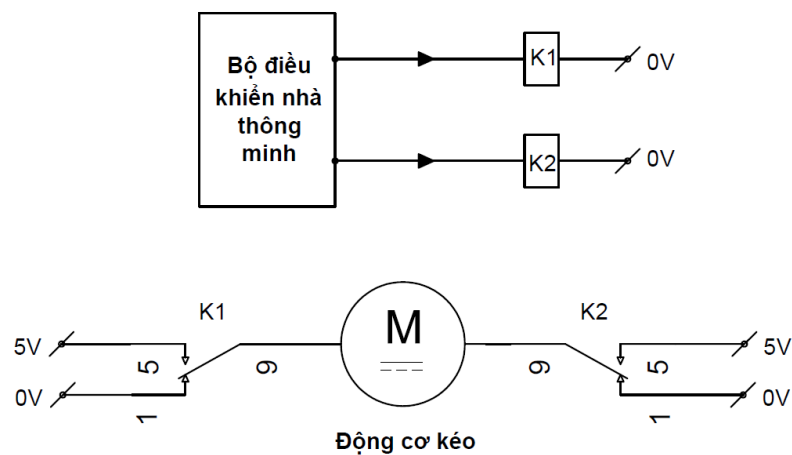 Bộ điều
khiển nhà
thông
minh
K1
0V
K2
0V
K1
K2
M
5V
5
9
9
5
5V
0V
1
1
0V
Động cơ kéo